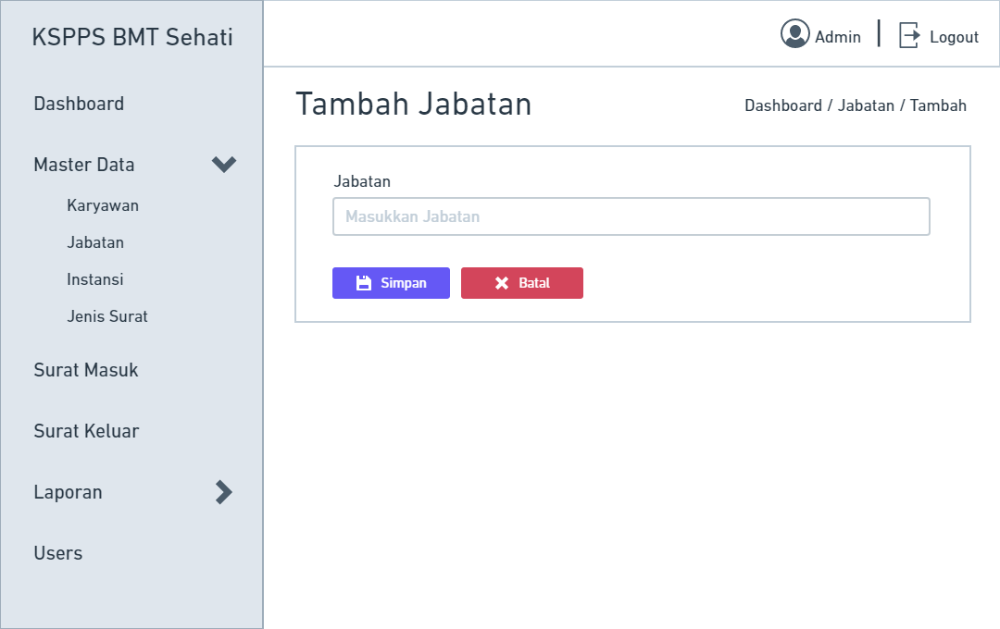 KSPPS BMT Sehati
Admin | Logout
Dashboard
Master Data
Karyawan
Jabatan
Instansi
Jenis Surat
Surat Masuk
Surat Keluar
Laporan
Users
Tambah Jabatan
Dashboard / Jabatan / Tambah
Jabatan
Masukkan Jabatan
Simpan
Batal